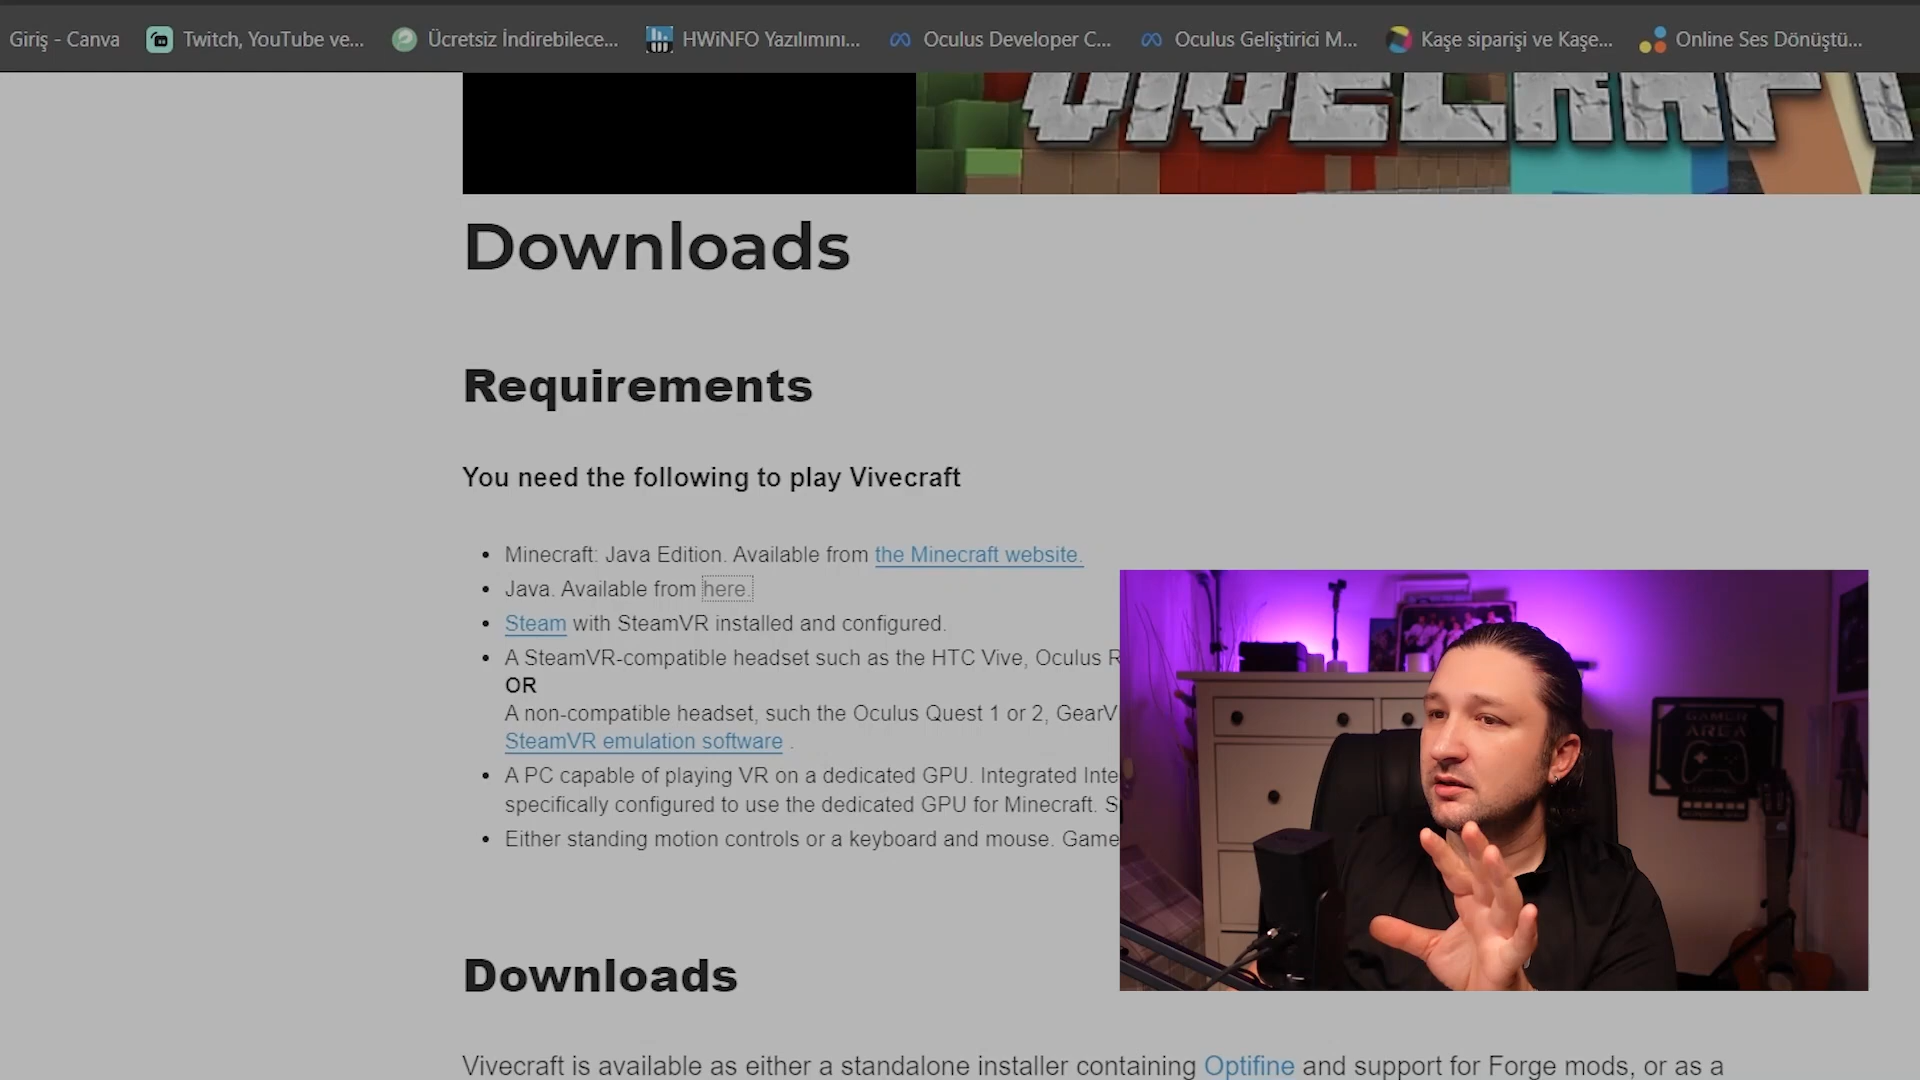 Giriş - Canva Twitch, YouTube ve... Ücretsiz İndirebilece... HWiNFO Yazılımını... Oculus Developer C... Oculus Geliştirici M... Kaşe siparişi ve Kaşe... Online Ses Dönüştü...
VIVECRAFT
Downloads
Requirements
You need the following to play Vivecraft
• Minecraft: Java Edition. Available from the Minecraft website.
• Java. Available from here.
• Steam with SteamVR installed and configured.
• A SteamVR-compatible headset such as the HTC Vive, Oculus R
OR
A non-compatible headset, such the Oculus Quest 1 or 2, GearV
SteamVR emulation software .
• A PC capable of playing VR on a dedicated GPU. Integrated Inte
specifically configured to use the dedicated GPU for Minecraft. S
• Either standing motion controls or a keyboard and mouse. Game
GAMER
AREA
Downloads
Vivecraft is available as either a standalone installer containing Optifine and support for Forge mods, or as a